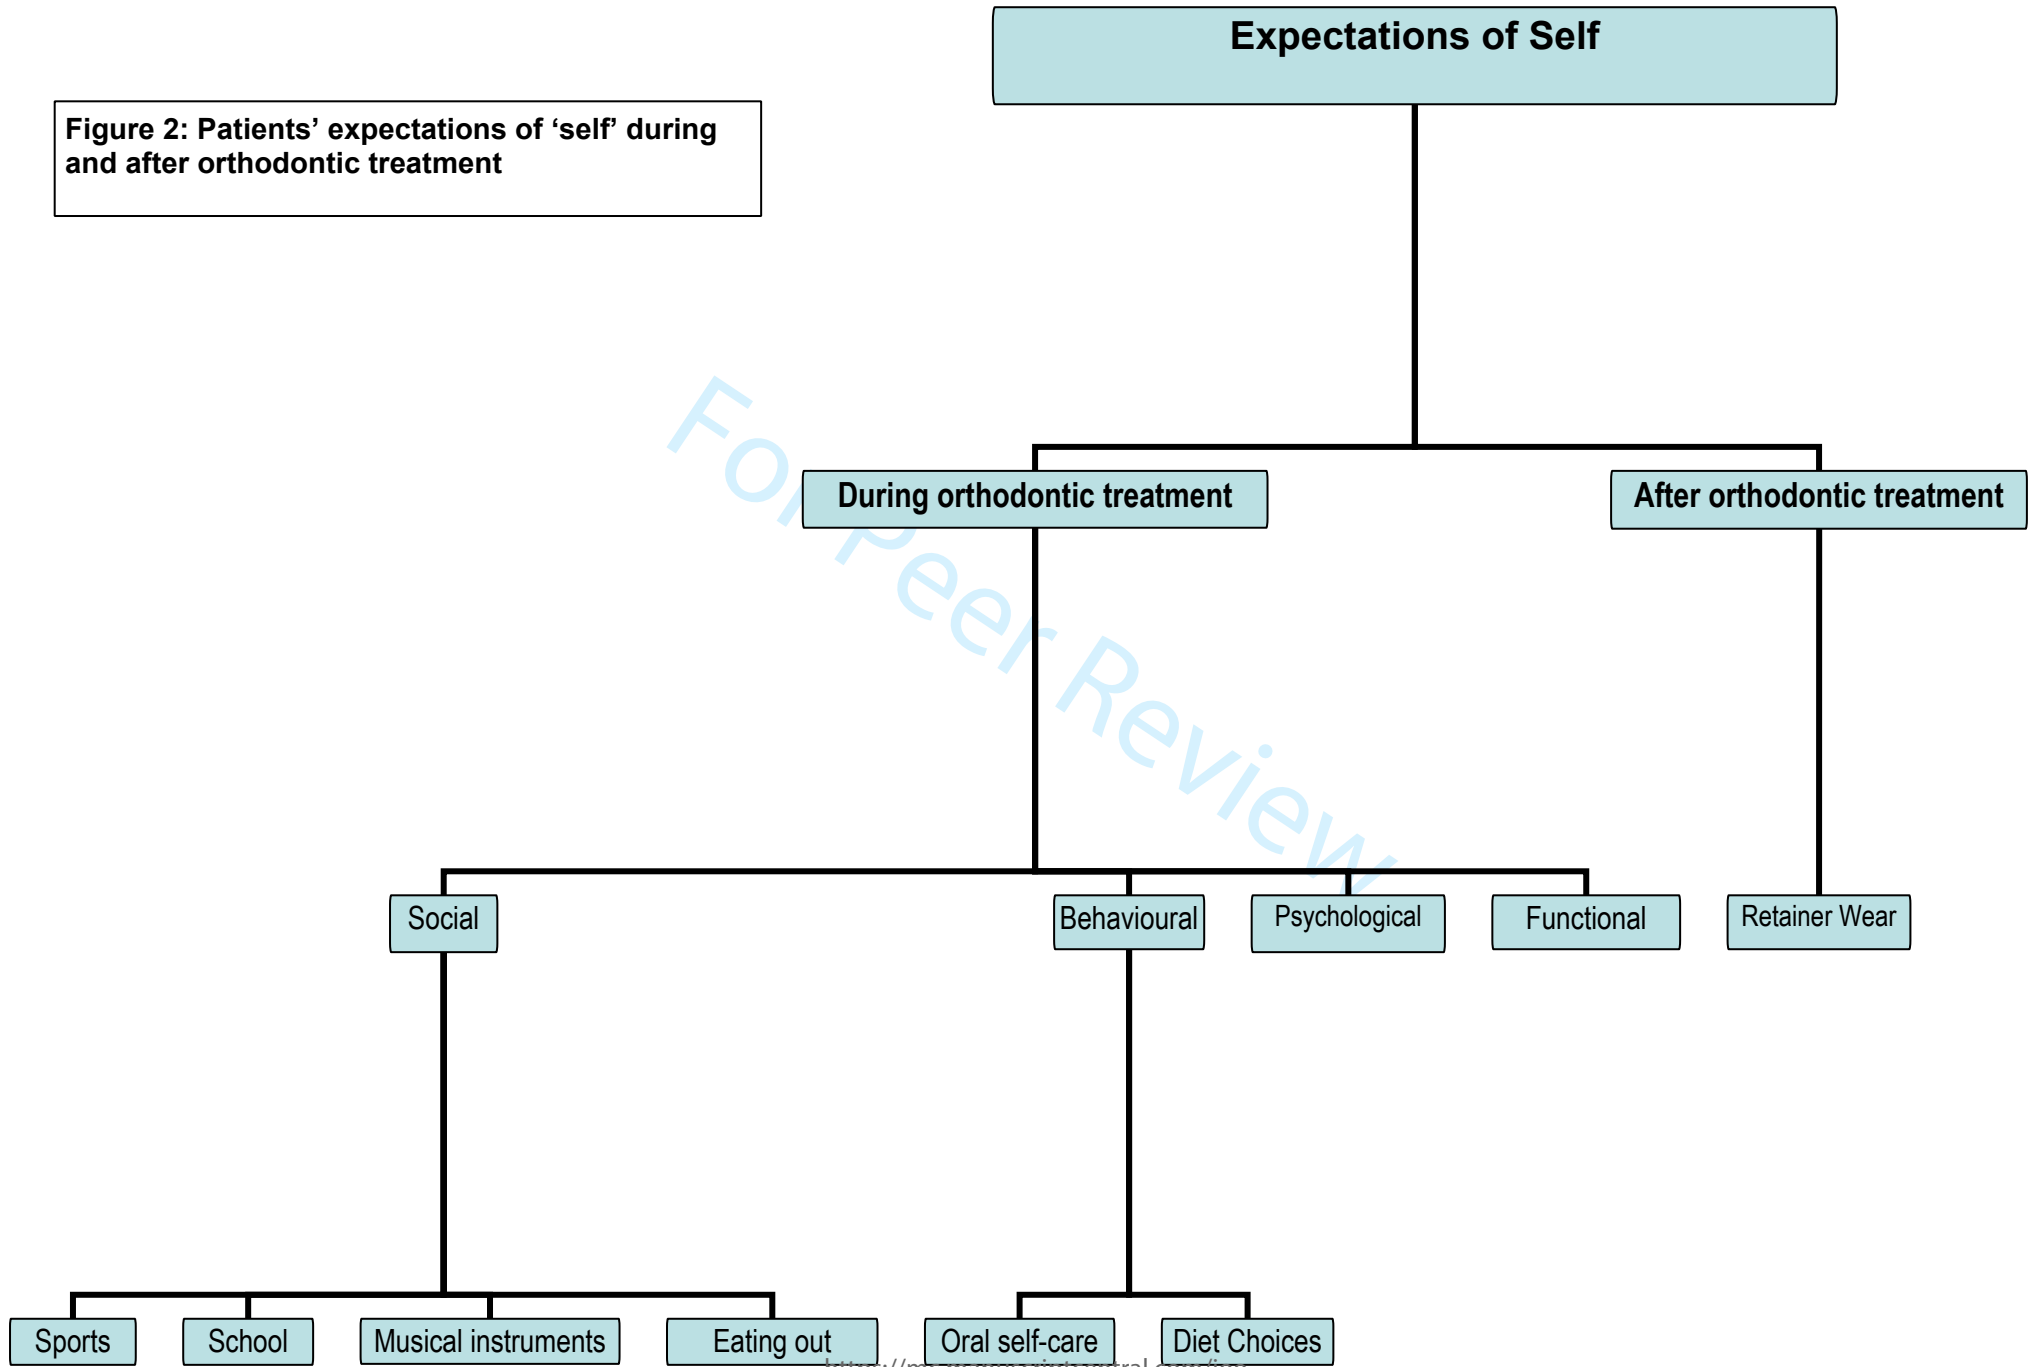 Expectations of Self
Figure 2: Patients’ expectations of ‘self’ during
and after orthodontic treatment
For Peer Review
During orthodontic treatment
After orthodontic treatment
Social
Behavioural
Psychological
Functional
Retainer Wear
Sports
School
Musical instruments
Eating out
Oral self-care
Diet Choices